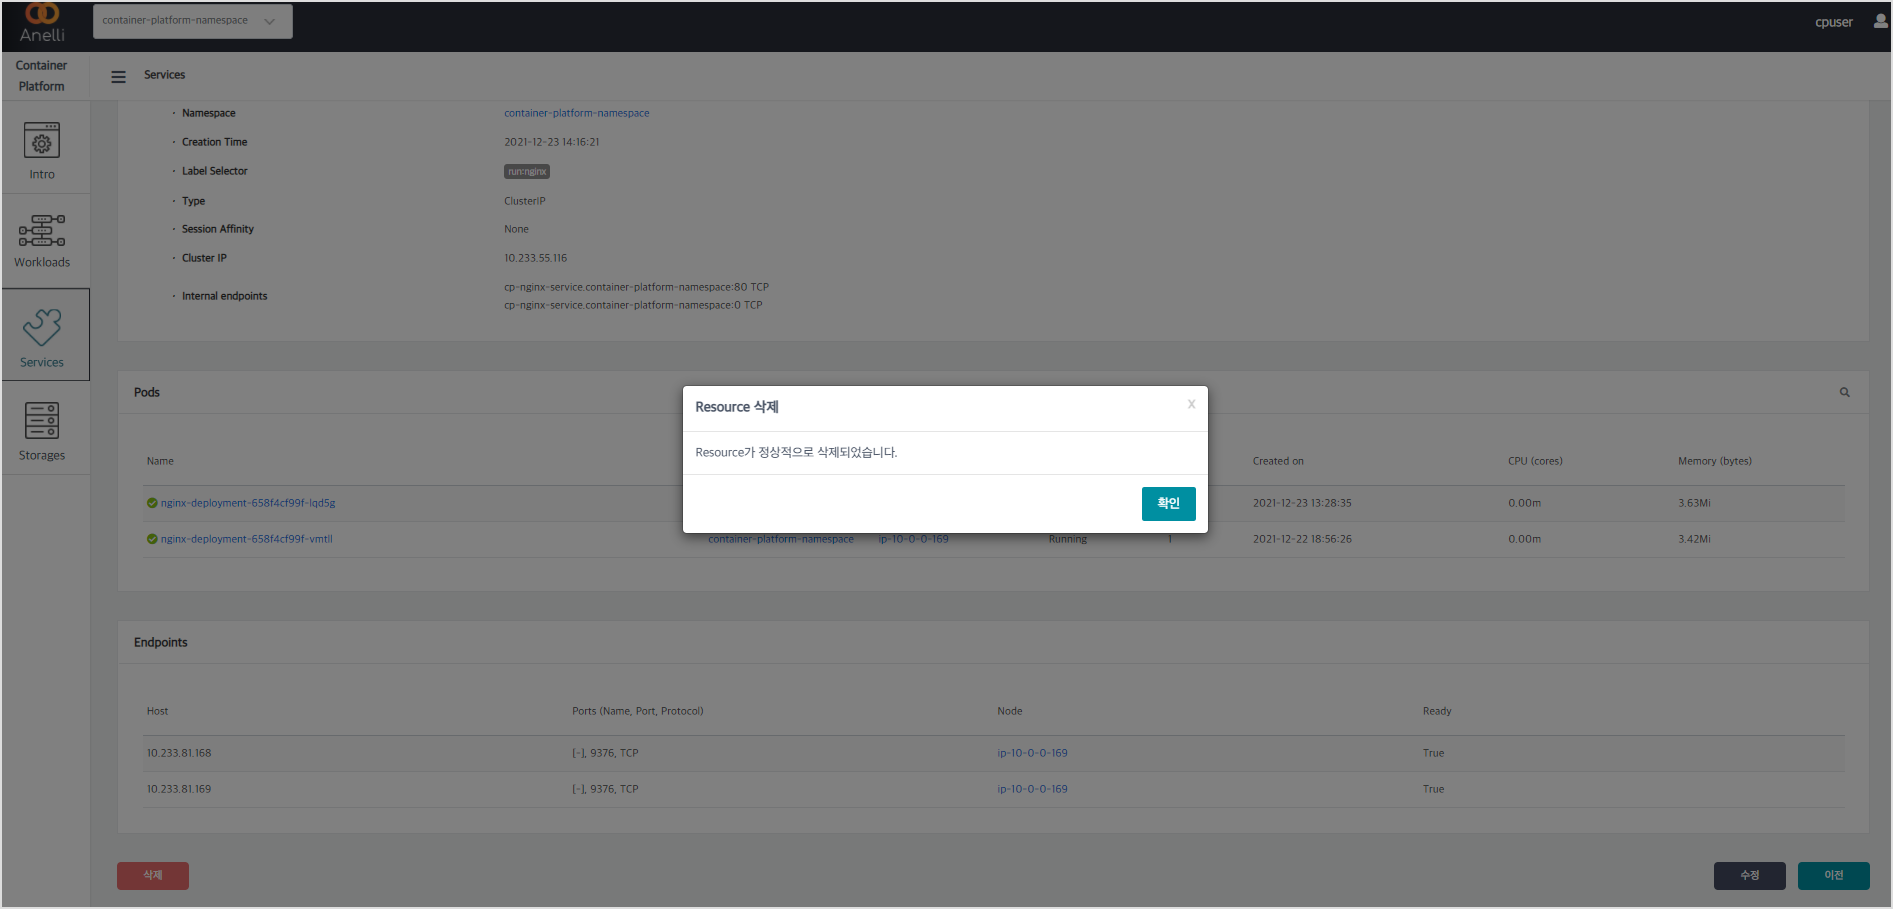 Anelli
container-platform-namespace
cpuser
Container
Platform
Services
Intro
Workloads
Services
Storages
· Namespace container-platform-namespace
· Creation Time 2021-12-23 14:16:21
· Label Selector run:nginx
· Type ClusterIP
· Session Affinity None
· Cluster IP 10.233.55.116
· Internal endpoints cp-nginx-service.container-platform-namespace:80 TCP
cp-nginx-service.container-platform-namespace:0 TCP
Pods
Resource 삭제
X
Resource가 정상적으로 삭제되었습니다.
확인
Name Created on CPU (cores) Memory (bytes)
nginx-deployment-658f4cf99f-lqd5g 2021-12-23 13:28:35 0.00m 3.63Mi
nginx-deployment-658f4cf99f-vmtll container-platform-namespace ip-10-0-0-169 Running 1 2021-12-22 18:56:26 0.00m 3.42Mi
Endpoints
Host Ports (Name, Port, Protocol) Node Ready
10.233.81.168 [-], 9376, TCP ip-10-0-0-169 True
10.233.81.169 [-], 9376, TCP ip-10-0-0-169 True
삭제 수정 이전